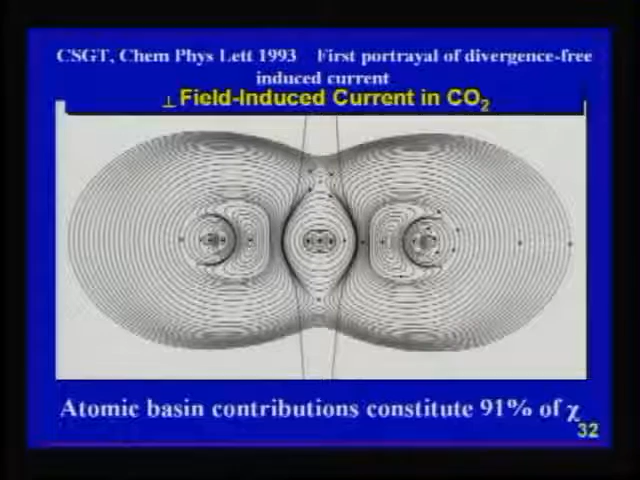 CSGT, Chem Phys Lett 1993 First portrayal of divergence-free
induced current
⊥ Field-Induced Current in CO₂
Atomic basin contributions constitute 91% of χ
32